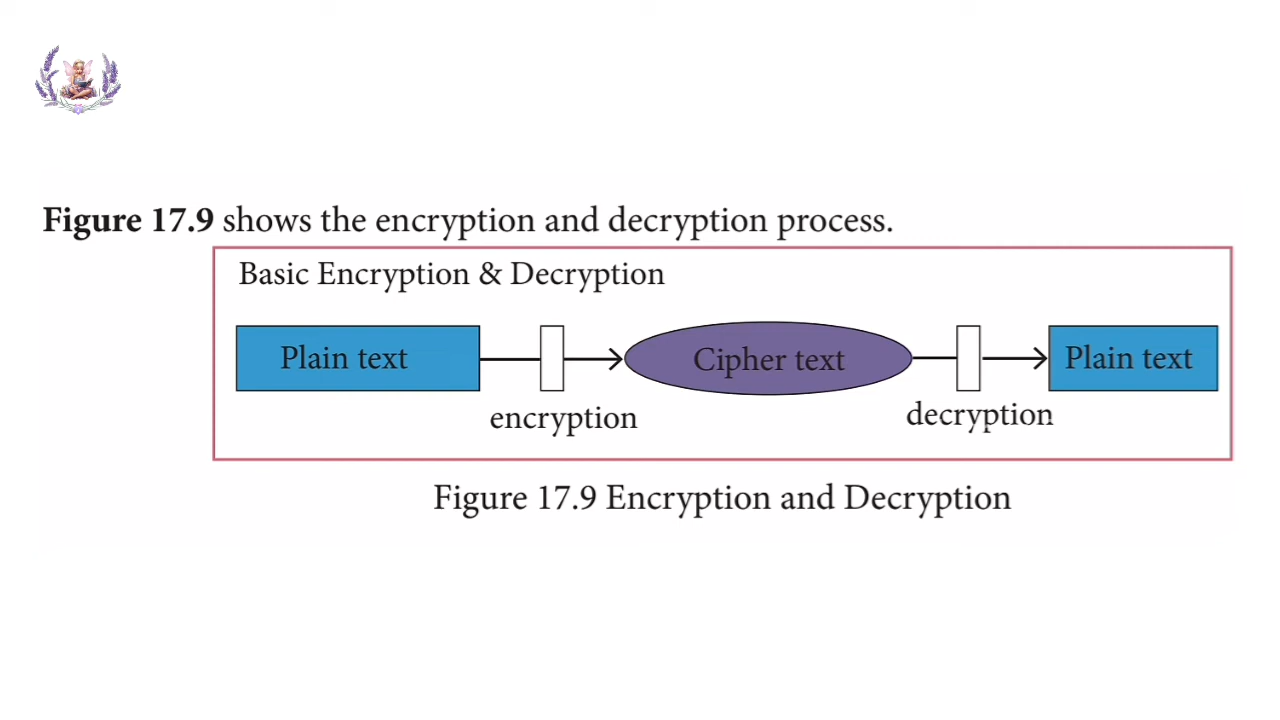 Figure 17.9 shows the encryption and decryption process.
Basic Encryption & Decryption
Plain text
encryption
Cipher text
decryption
Plain text
Figure 17.9 Encryption and Decryption